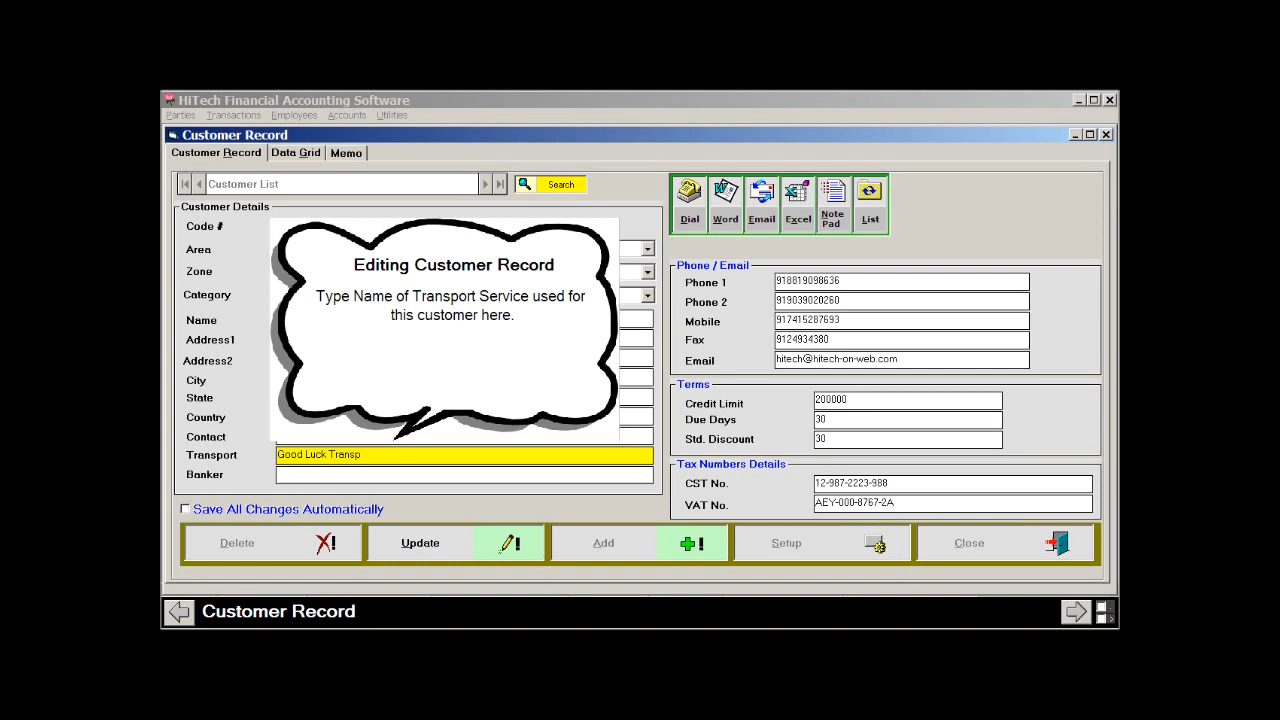 HiTech Financial Accounting Software
Parties Transactions Employees Accounts Utilities
Customer Record
Customer Record Data Grid Memo
Customer List
Search
Dial Word Email Excel Note Pad List
Customer Details
Code #
Area
Zone
Category
Name
Address1
Address2
City
State
Country
Contact
Transport Good Luck Transp
Banker
Editing Customer Record
Type Name of Transport Service used for
this customer here.
Phone / Email
Phone 1 918819098636
Phone 2 919039020260
Mobile 917415287693
Fax 9124934380
Email hitech@hitech-on-web.com
Terms
Credit Limit 200000
Due Days 30
Std. Discount 30
Tax Numbers Details
CST No. 12-987-2223-988
VAT No. AEY-000-8767-2A
Save All Changes Automatically
Delete Update Add Setup Close
Customer Record